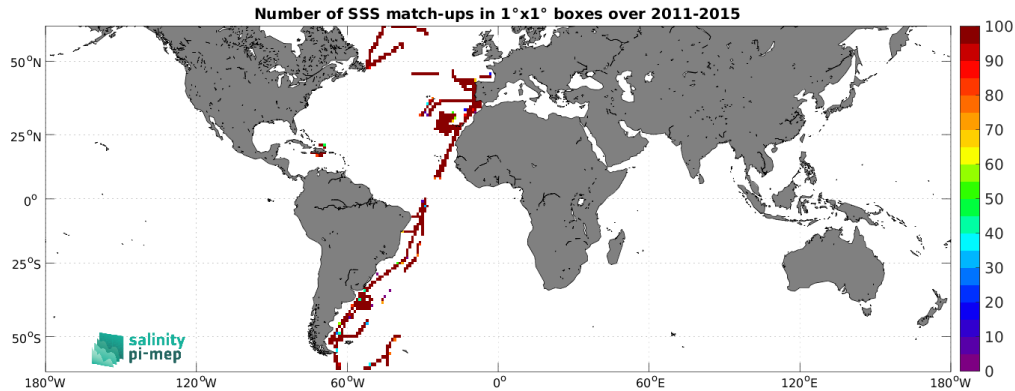 Number of SSS match-ups in 1°x1° boxes over 2011-2015
50°N
25°N
0°
25°S
50°S
180°W
120°W
60°W
0°
60°E
120°E
180°W
100
90
80
70
60
50
40
30
20
10
0
salinity
pi-mep